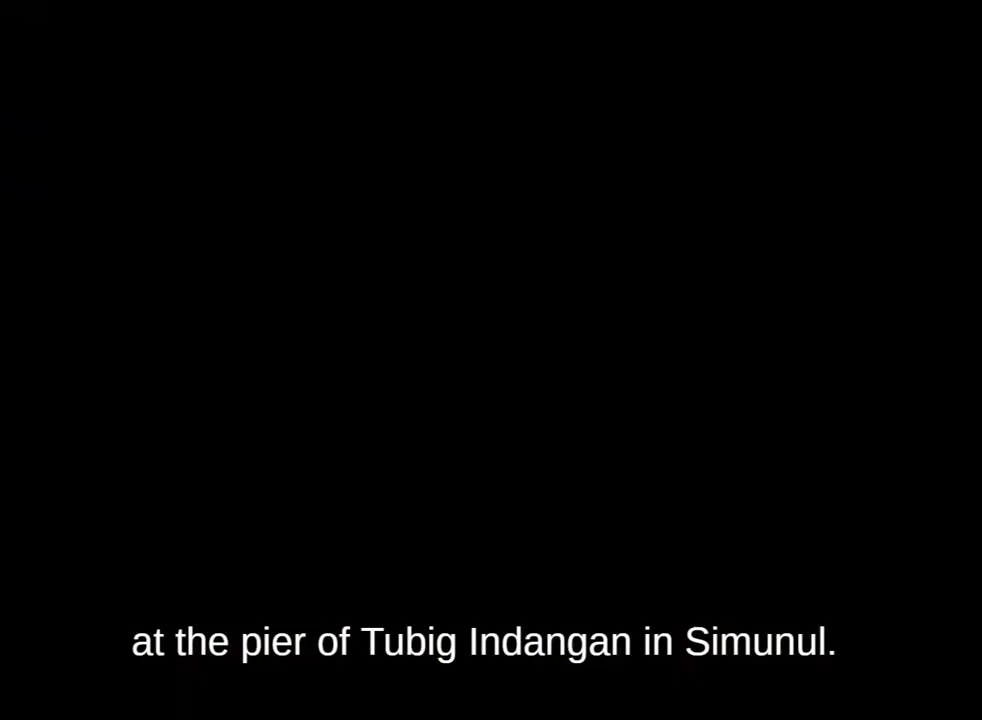 at the pier of Tubig Indangan in Simunul.